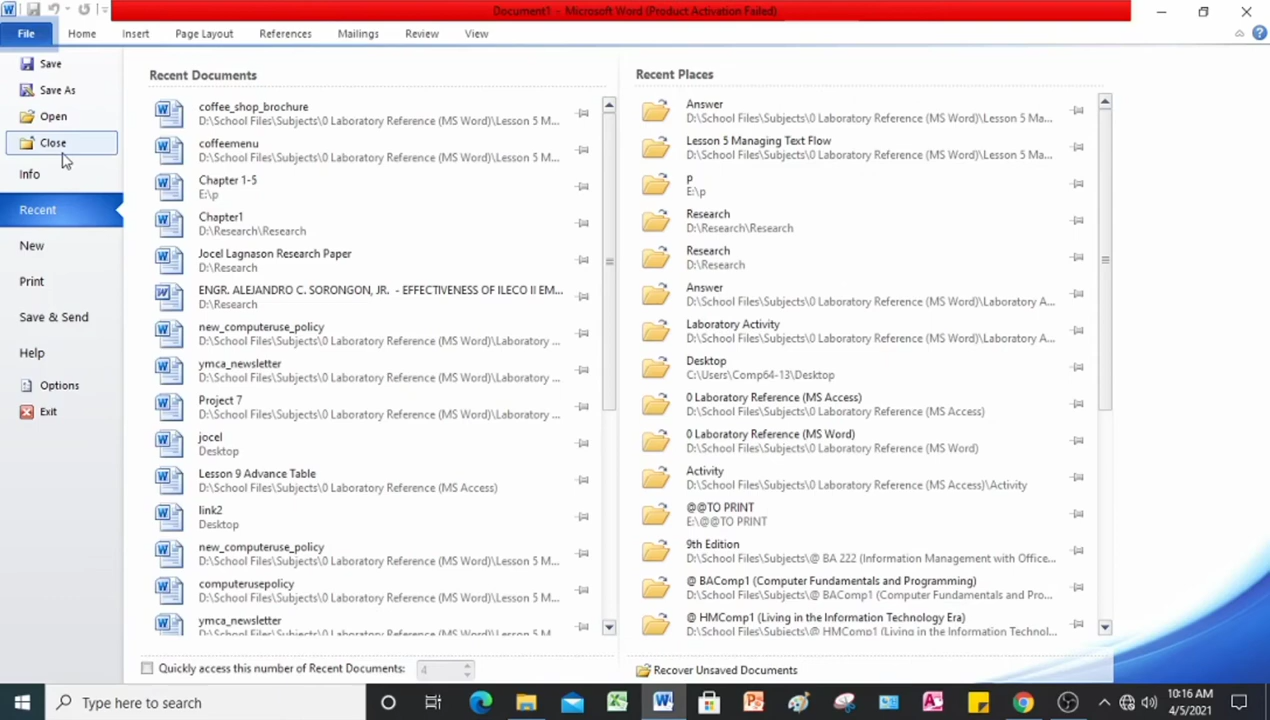 Document1 - Microsoft Word (Product Activation Failed)
File Home Insert Page Layout References Mailings Review View
Save
Save As
Open
Close
Info
Recent
New
Print
Save & Send
Help
Options
Exit
Recent Documents
coffee_shop_brochure
D:\School Files\Subjects\0 Laboratory Reference (MS Word)\Lesson 5 M...
coffeemenu
D:\School Files\Subjects\0 Laboratory Reference (MS Word)\Lesson 5 M...
Chapter 1-5
E:\p
Chapter1
D:\Research\Research
Jocel Lagnason Research Paper
D:\Research
ENGR. ALEJANDRO C. SORONGON, JR. - EFFECTIVENESS OF ILECO II EM...
D:\Research
new_computeruse_policy
D:\School Files\Subjects\0 Laboratory Reference (MS Word)\Laboratory ...
ymca_newsletter
D:\School Files\Subjects\0 Laboratory Reference (MS Word)\Laboratory ...
Project 7
D:\School Files\Subjects\0 Laboratory Reference (MS Word)\Laboratory ...
jocel
Desktop
Lesson 9 Advance Table
D:\School Files\Subjects\0 Laboratory Reference (MS Access)
link2
Desktop
new_computeruse_policy
D:\School Files\Subjects\0 Laboratory Reference (MS Word)\Lesson 5 M...
computerusepolicy
D:\School Files\Subjects\0 Laboratory Reference (MS Word)\Lesson 5 M...
ymca_newsletter
D:\School Files\Subjects\0 Laboratory Reference (MS Word)\Laboratory ...
Quickly access this number of Recent Documents: 4
Recent Places
Answer
D:\School Files\Subjects\0 Laboratory Reference (MS Word)\Lesson 5 Ma...
Lesson 5 Managing Text Flow
D:\School Files\Subjects\0 Laboratory Reference (MS Word)\Lesson 5 Ma...
p
E:\p
Research
D:\Research\Research
Research
D:\Research
Answer
D:\School Files\Subjects\0 Laboratory Reference (MS Word)\Laboratory A...
Laboratory Activity
D:\School Files\Subjects\0 Laboratory Reference (MS Word)\Laboratory A...
Desktop
C:\Users\Comp64-13\Desktop
0 Laboratory Reference (MS Access)
D:\School Files\Subjects\0 Laboratory Reference (MS Access)
0 Laboratory Reference (MS Word)
D:\School Files\Subjects\0 Laboratory Reference (MS Word)
Activity
D:\School Files\Subjects\0 Laboratory Reference (MS Access)\Activity
@@TO PRINT
E:\@@TO PRINT
9th Edition
D:\School Files\Subjects\@ BA 222 (Information Management with Office...
@ BAComp1 (Computer Fundamentals and Programming)
D:\School Files\Subjects\@ BAComp1 (Computer Fundamentals and Pro...
@ HMComp1 (Living in the Information Technology Era)
D:\School Files\Subjects\@ HMComp1 (Living in the Information Technol...
Recover Unsaved Documents
Type here to search
10:16 AM
4/5/2021